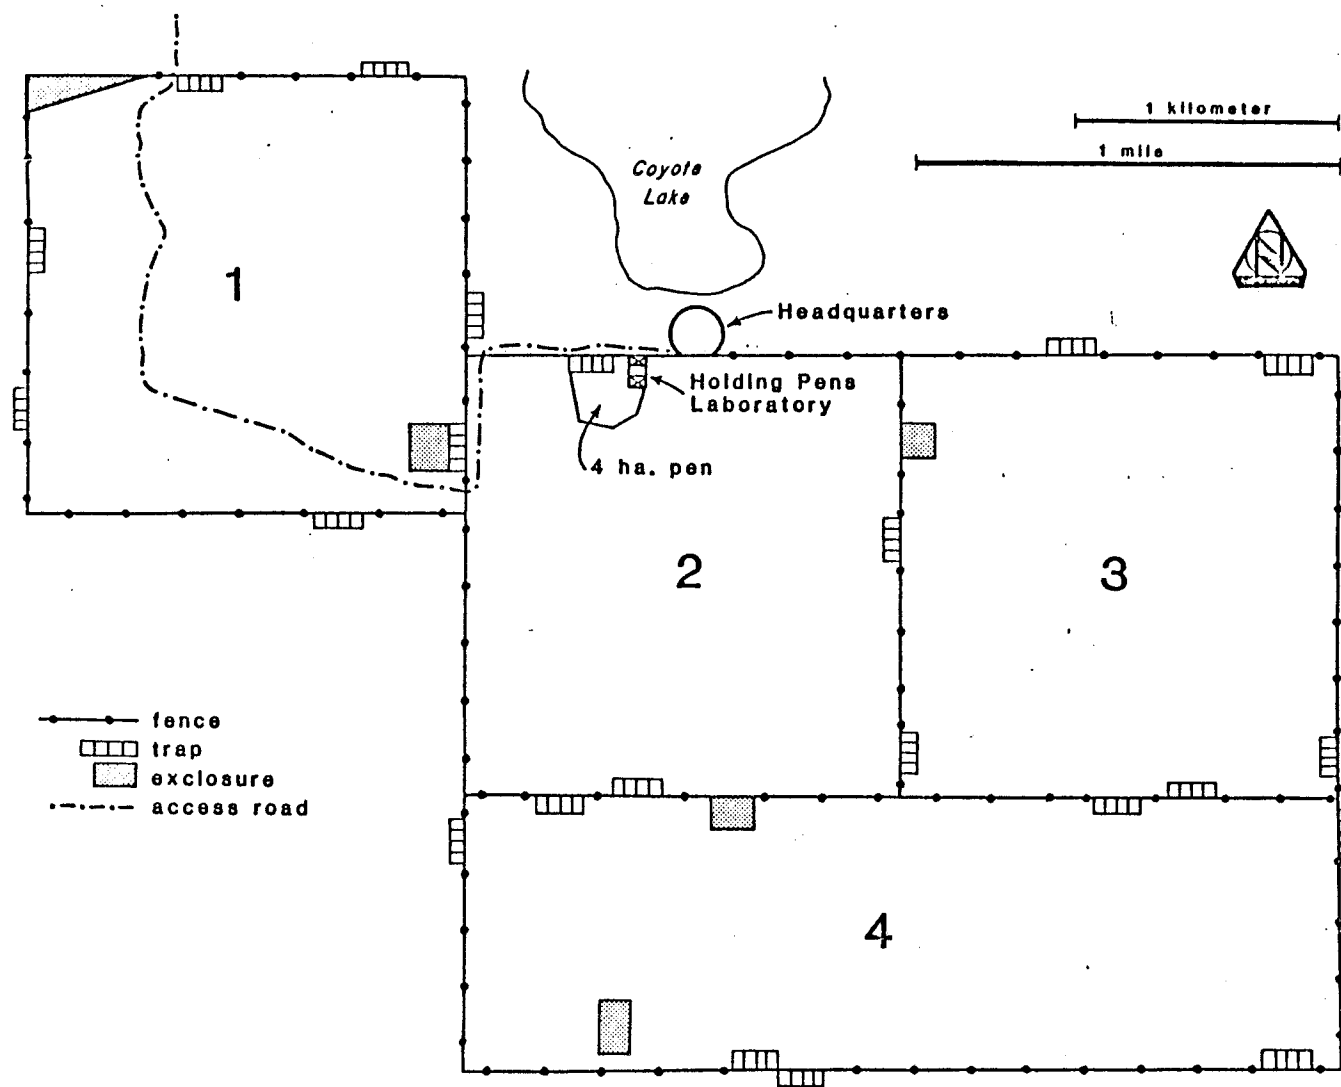 1 kilometer
1 mile
Coyote
Lake
N
1
Headquarters
Holding Pens
Laboratory
4 ha. pen
2
3
fence
trap
exclosure
access road
4